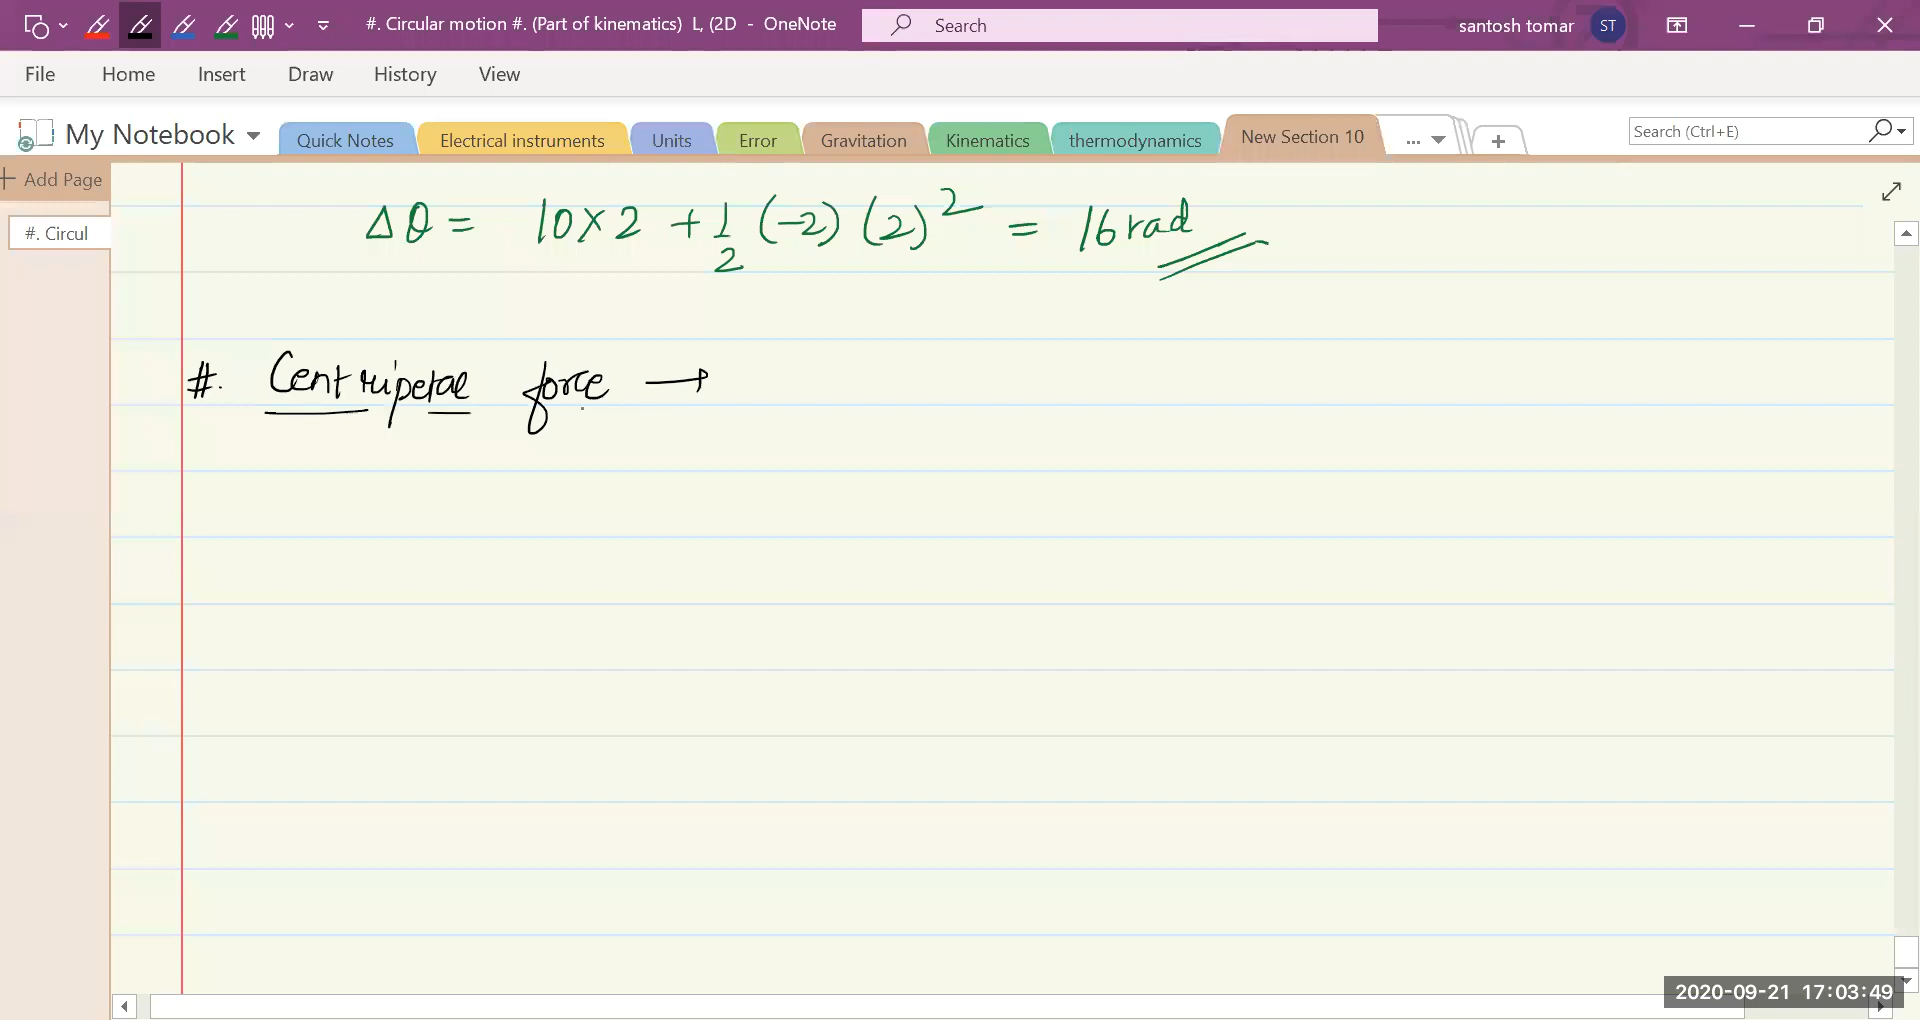 #. Circular motion #. (Part of kinematics) L, (2D - OneNote
Search
santosh tomar ST
File Home Insert Draw History View
My Notebook Quick Notes Electrical instruments Units Error Gravitation Kinematics thermodynamics New Section 10 ... + Search (Ctrl+E)
+ Add Page
#. Circul
Δθ = 10 × 2 + 1/2 (-2) (2)² = 16 rad
#. Centripetal force →
2020-09-21 17:03:49